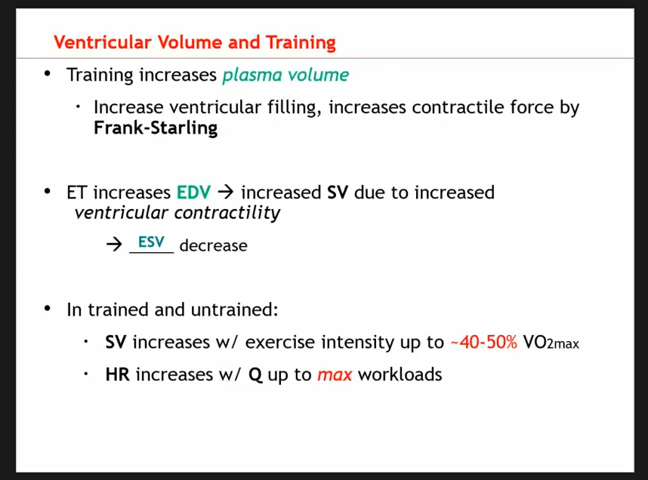 Ventricular Volume and Training
• Training increases plasma volume
· Increase ventricular filling, increases contractile force by
Frank-Starling
• ET increases EDV → increased SV due to increased
ventricular contractility
→ ESV decrease
• In trained and untrained:
· SV increases w/ exercise intensity up to ~40-50% VO2max
· HR increases w/ Q up to max workloads